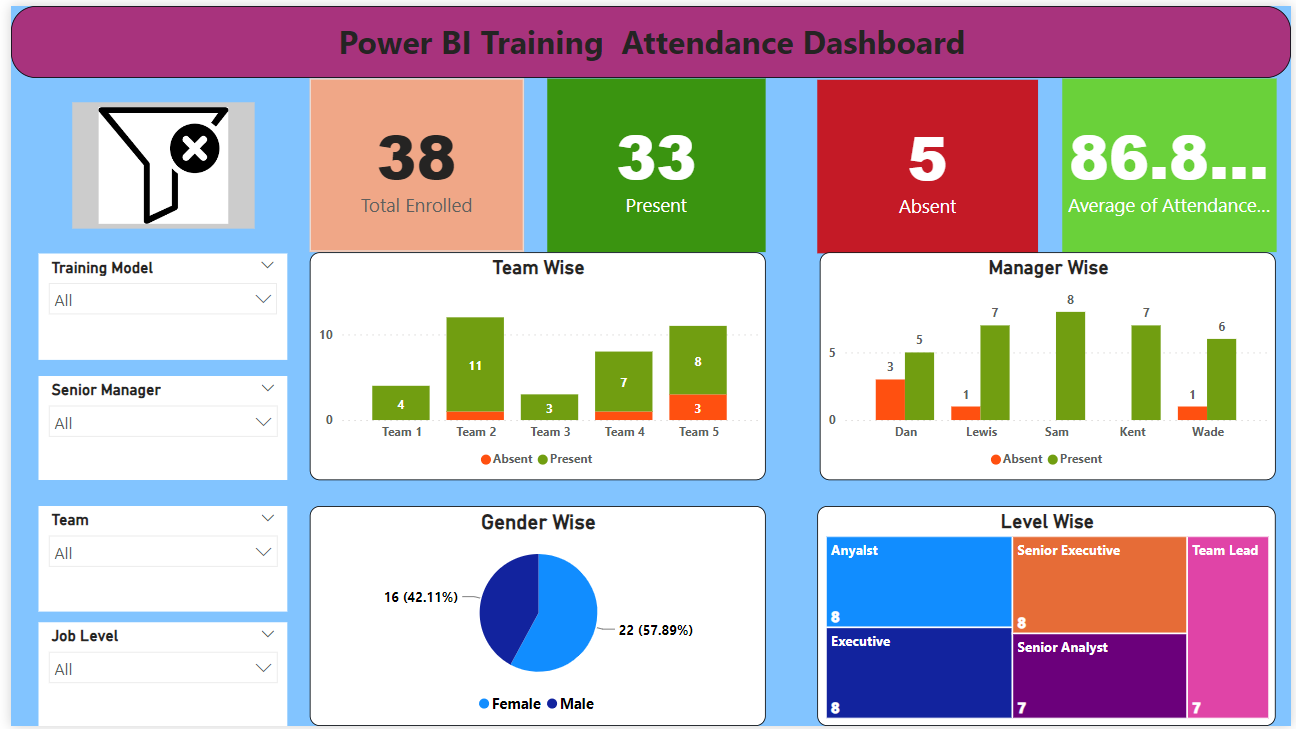 Power BI Training  Attendance Dashboard
38
Total Enrolled
33
Present
5
Absent
86.8...
Average of Attendance...
Training Model
All
Senior Manager
All
Team
All
Job Level
All
Team Wise
10
0
4
11
3
7
8
3
Team 1 Team 2 Team 3 Team 4 Team 5
Absent Present
Manager Wise
5
0
3 5
1 7
8
7
1 6
Dan Lewis Sam Kent Wade
Absent Present
Gender Wise
16 (42.11%)
22 (57.89%)
Female Male
Level Wise
Anyalst
8
Executive
8
Senior Executive
8
Senior Analyst
7
Team Lead
7